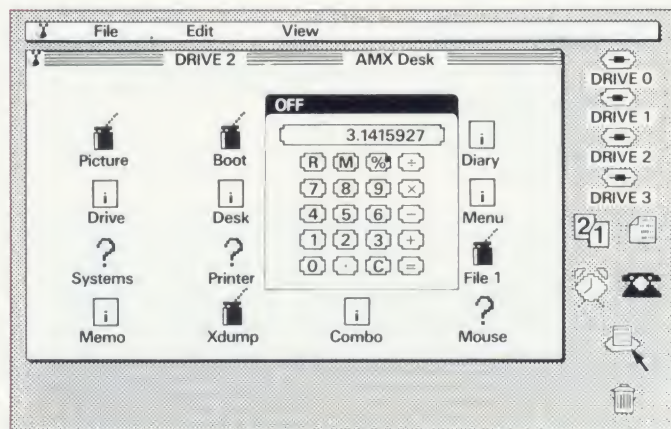 File Edit View
DRIVE 2 AMX Desk
OFF
3.1415927
R M % ÷
7 8 9 ×
4 5 6 −
1 2 3 +
0 · C =
Picture Boot Diary
i i i
Drive Desk Menu
? ?
Systems Printer File 1
i i ?
Memo Xdump Combo Mouse
DRIVE 0
DRIVE 1
DRIVE 2
DRIVE 3
21